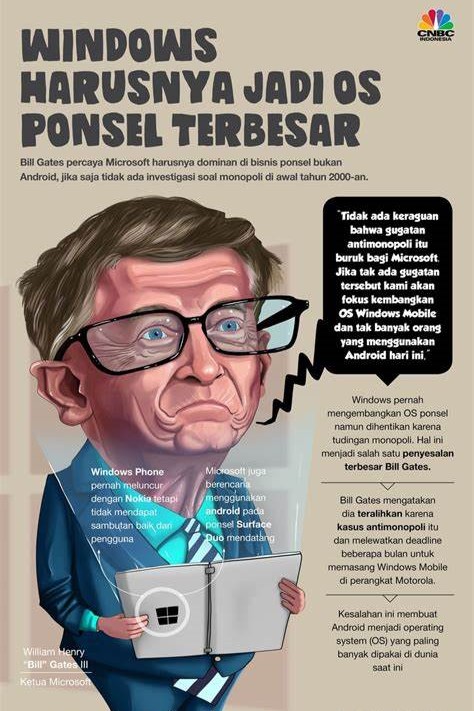 CNBC
INDONESIA
WINDOWS
HARUSNYA JADI OS
PONSEL TERBESAR
Bill Gates percaya Microsoft harusnya dominan di bisnis ponsel bukan
Android, jika saja tidak ada investigasi soal monopoli di awal tahun 2000-an.
"Tidak ada keraguan
bahwa gugatan
antimonopoli itu
buruk bagi Microsoft.
Jika tak ada gugatan
tersebut kami akan
fokus kembangkan
OS Windows Mobile
dan tak banyak orang
yang menggunakan
Android hari ini,"
Windows pernah
mengembangkan OS ponsel
namun dihentikan karena
tudingan monopoli. Hal ini
menjadi salah satu penyesalan
terbesar Bill Gates.
Bill Gates mengatakan
dia teralihkan karena
kasus antimonopoli itu
dan melewatkan deadline
beberapa bulan untuk
memasang Windows Mobile
di perangkat Motorola.
Kesalahan ini membuat
Android menjadi operating
system (OS) yang paling
banyak dipakai di dunia
saat ini
Windows Phone
pernah meluncur
dengan Nokia tetapi
tidak mendapat
sambutan baik dari
pengguna
Microsoft juga
berencana
menggunakan
android pada
ponsel Surface
Duo mendatang
William Henry
"Bill" Gates III
Ketua Microsoft